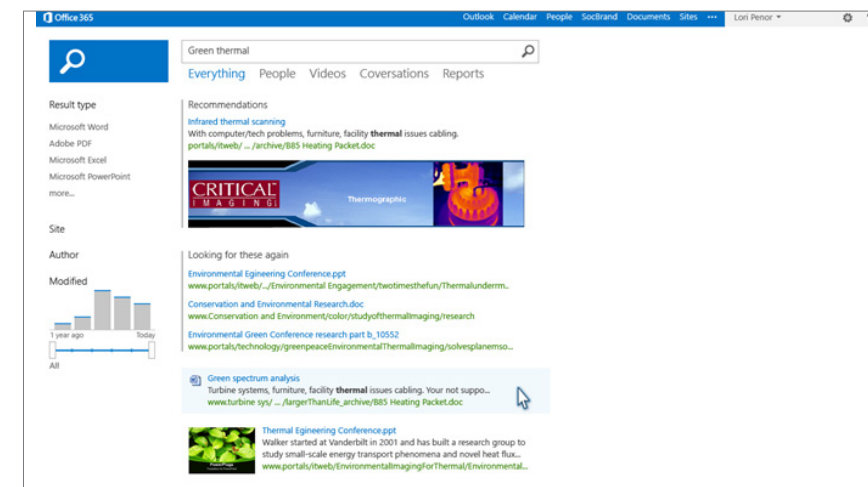 Office 365
Outlook Calendar People SocBrand Documents Sites ••• Lori Penor
Green thermal
Everything People Videos Coversations Reports
Result type
Microsoft Word
Adobe PDF
Microsoft Excel
Microsoft PowerPoint
more...
Site
Author
Modified
1 year ago Today
All
Recommendations
Infrared thermal scanning
With computer/tech problems, furniture, facility thermal issues cabling.
portals/itweb/ ... /archive/B85 Heating Packet.doc
CRITICAL
IMAGING
Thermographic
Looking for these again
Environmental Egineering Conference.ppt
www.portals/itweb/.../Environmental Engagement/twotimesthefun/Thermalunderm..
Conservation and Environmental Research.doc
www.Conservation and Environment/color/studyofthermalImaging/research
Environmental Green Conference research part b_10552
www.portals/technology/greenpeaceEnvironmentalThermalImaging/solvesplanemso...
Green spectrum analysis
Turbine systems, furniture, facility thermal issues cabling. Your not suppo...
www.turbine sys/ ... /largerThanLife_archive/B85 Heating Packet.doc
Thermal Egineering Conference.ppt
Walker started at Vanderbilt in 2001 and has built a research group to
study small-scale energy transport phenomena and novel heat flux...
www.portals/itweb/EnvironmentalImagingForThermal/Environmental...